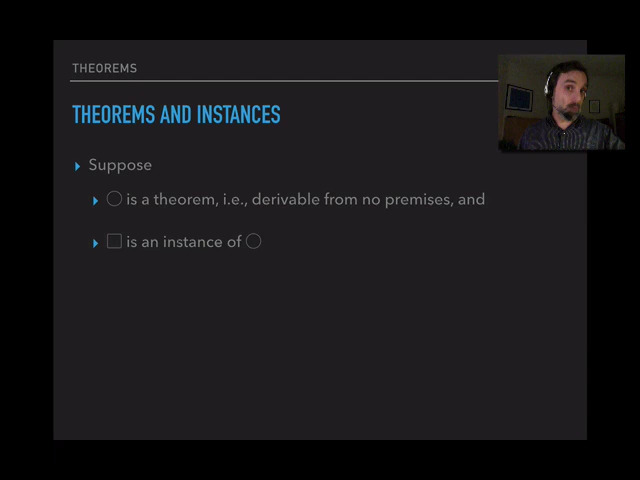 THEOREMS
THEOREMS AND INSTANCES
Suppose
◯ is a theorem, i.e., derivable from no premises, and
□ is an instance of ◯